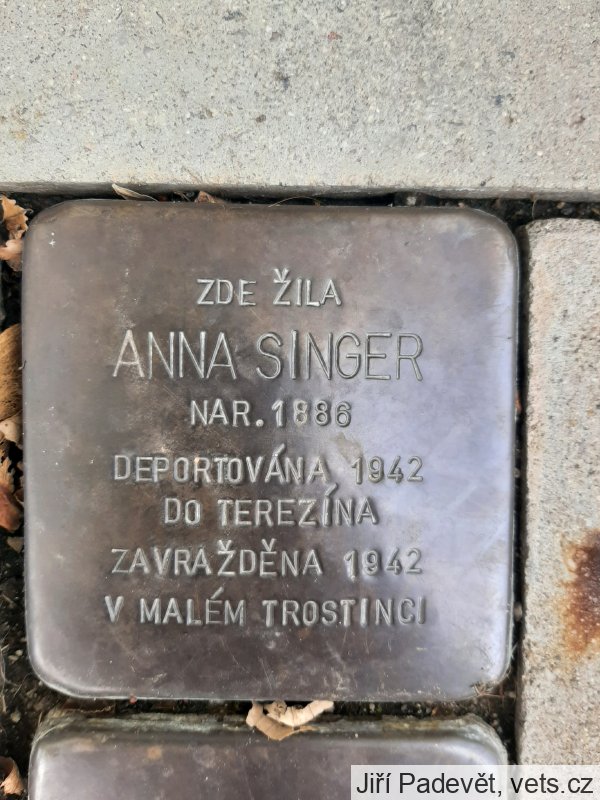 ZDE ŽILA
ANNA SINGER
NAR. 1886
DEPORTOVÁNA 1942
DO TEREZÍNA
ZAVRAŽDĚNA 1942
V MALÉM TROSTINCI
Jiří Padevět, vets.cz